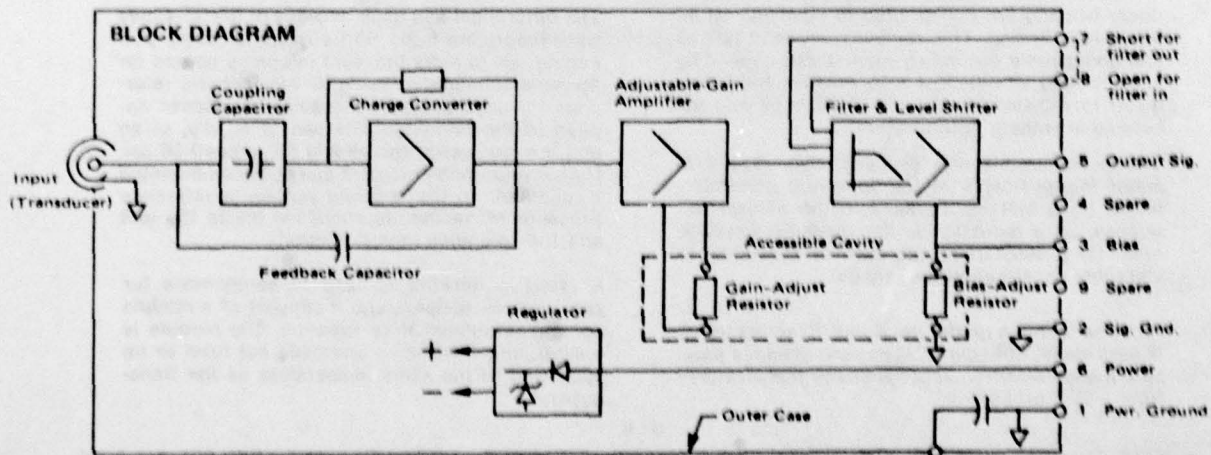 BLOCK DIAGRAM
Coupling
Capacitor
Charge Converter
Adjustable-Gain
Amplifier
Filter & Level Shifter
Input
(Transducer)
Feedback Capacitor
Accessible Cavity
Gain-Adjust
Resistor
Bias-Adjust
Resistor
Regulator
+
–
Outer Case
7 Short for
filter out
8 Open for
filter in
5 Output Sig.
4 Spare
3 Bias
9 Spare
2 Sig. Gnd.
6 Power
1 Pwr. Ground